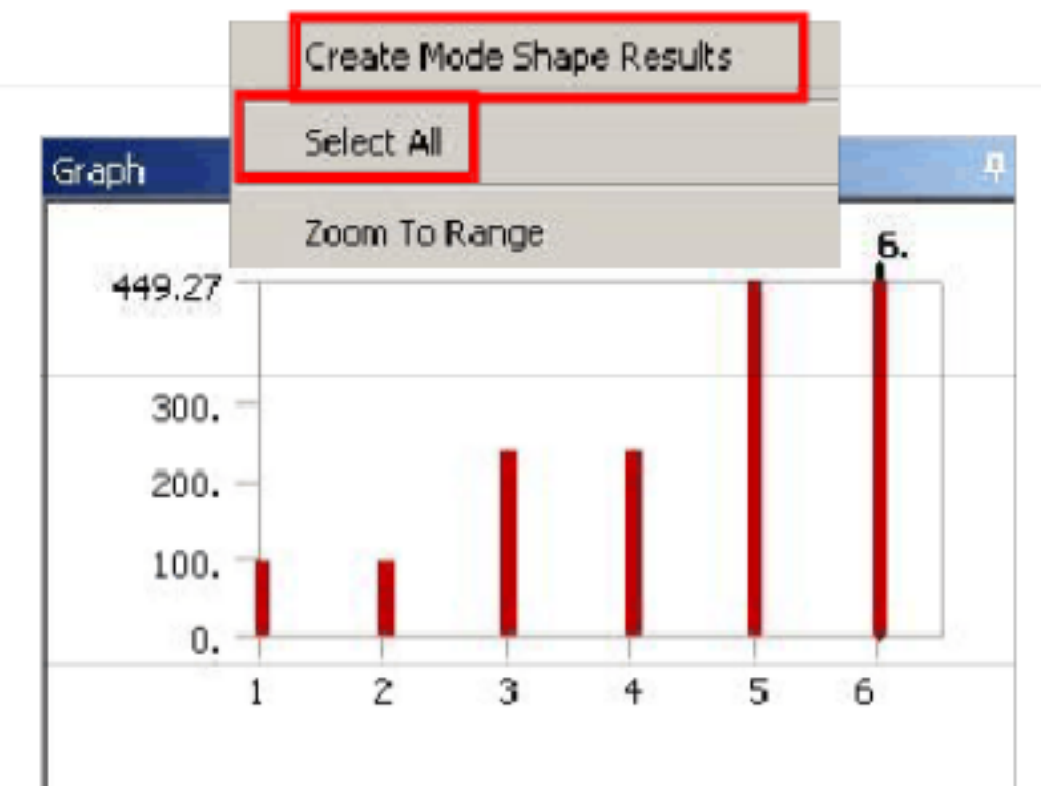 Create Mode Shape Results
Select All
Zoom To Range
Graph
6.
449.27
300.
200.
100.
0.
1 2 3 4 5 6